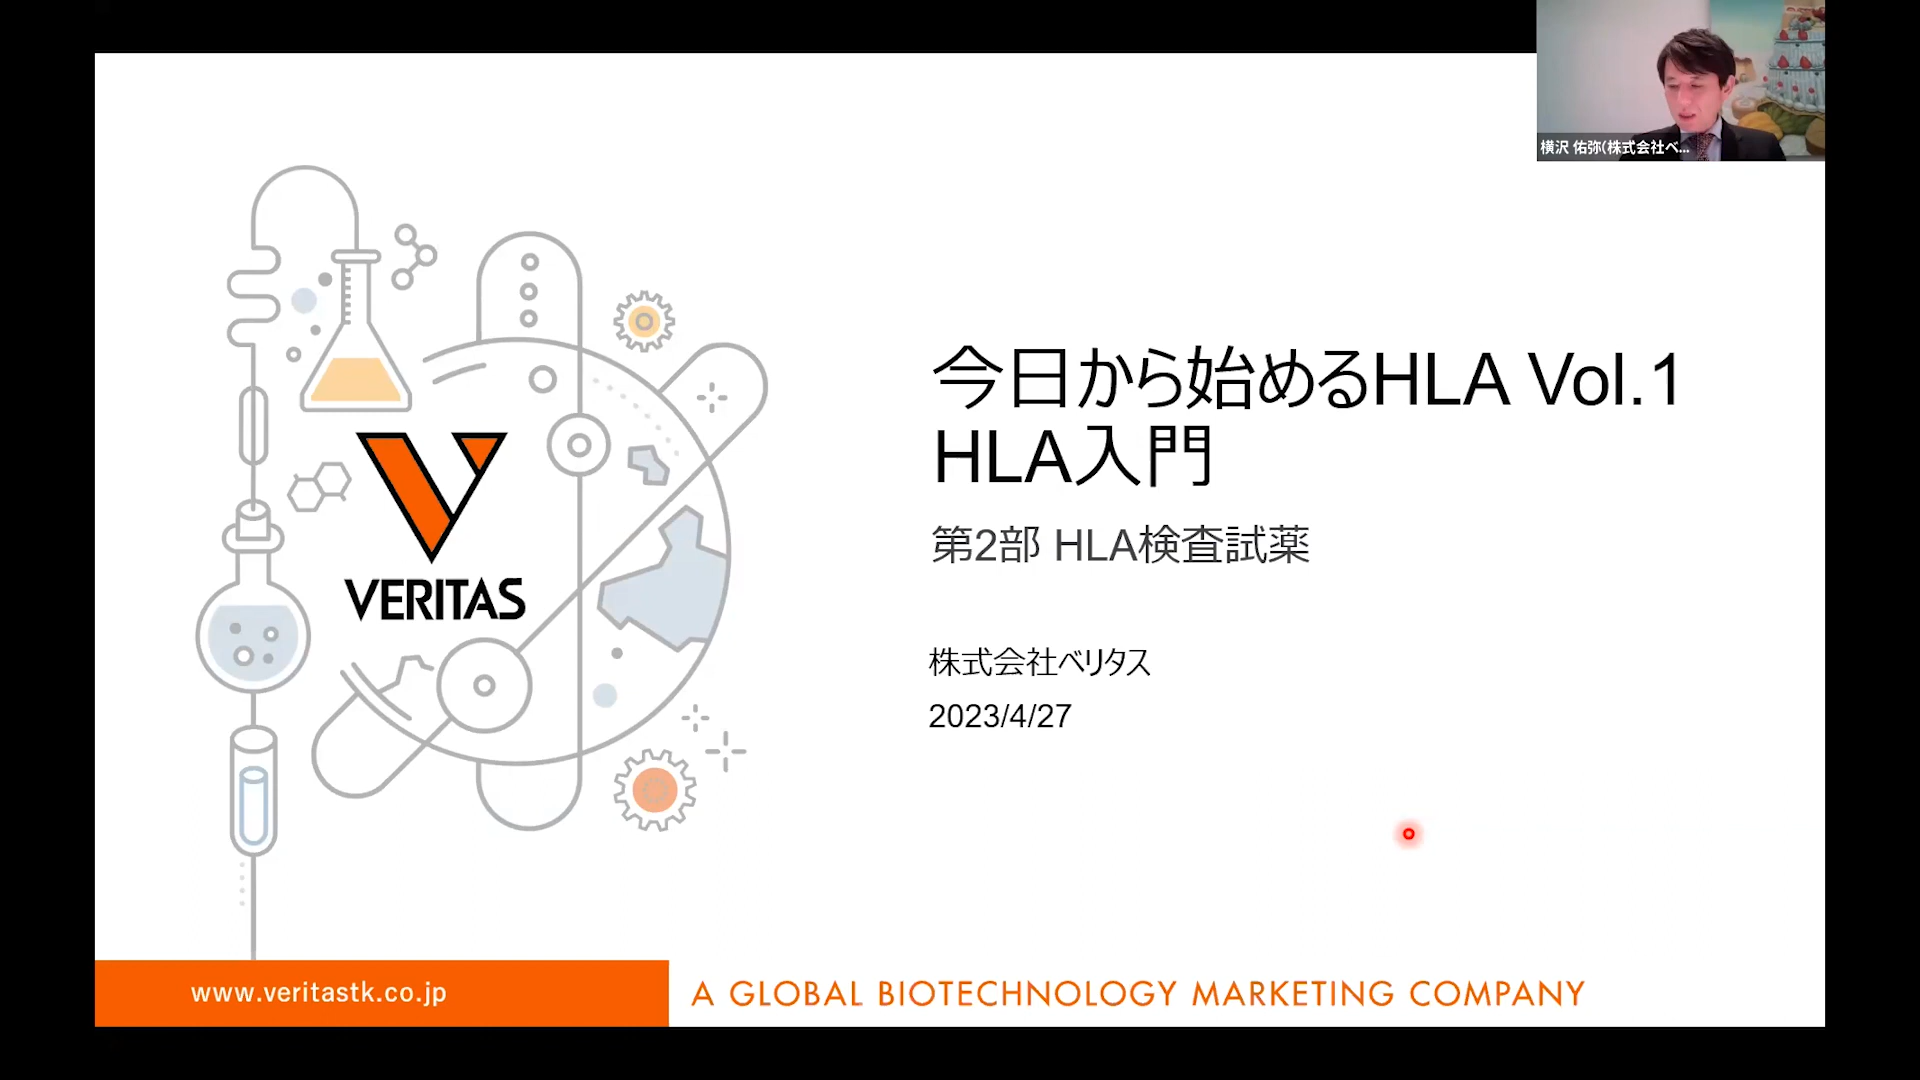 横沢 佑弥(株式会社ベ...
今日から始めるHLA Vol.1
HLA入門
第2部 HLA検査試薬
VERITAS
株式会社ベリタス
2023/4/27
www.veritastk.co.jp
A GLOBAL BIOTECHNOLOGY MARKETING COMPANY